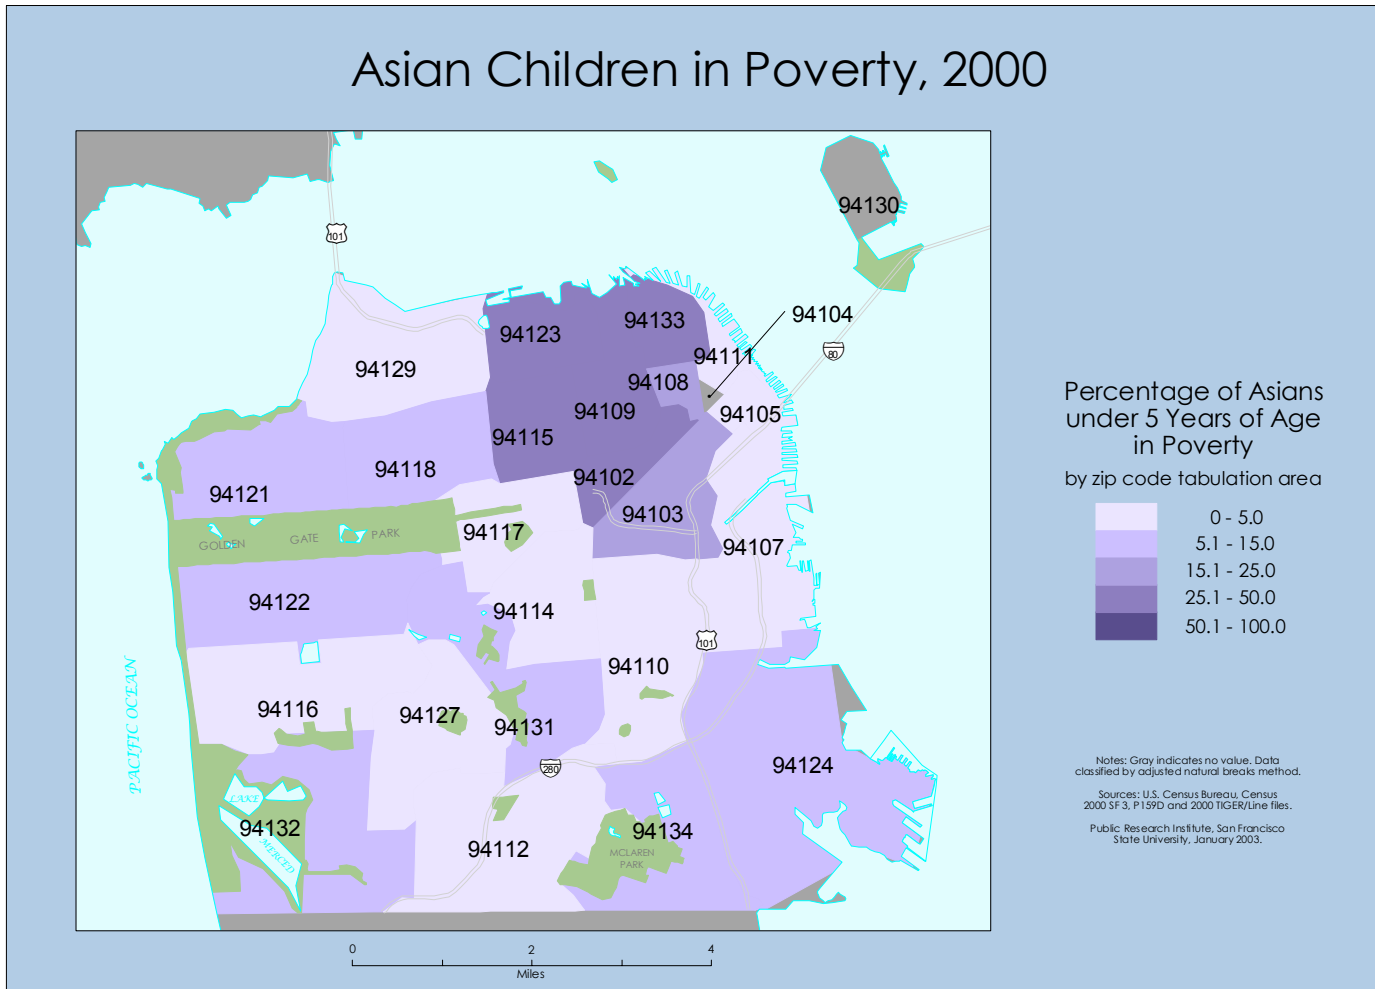 Asian Children in Poverty, 2000
94130
101
94104
94123
94133
94111
80
94129
94108
94109
94105
94115
94118
94102
94121
94103
94117
GOLDEN GATE PARK
94107
94122
94114
101
94110
94116
94127
94131
PACIFIC OCEAN
280
94124
LAKE
MERCED
94132
94134
94112
MCLAREN
PARK
0 2 4
Miles
Percentage of Asians
under 5 Years of Age
in Poverty
by zip code tabulation area
0 - 5.0
5.1 - 15.0
15.1 - 25.0
25.1 - 50.0
50.1 - 100.0
Notes: Gray indicates no value. Data
classified by adjusted natural breaks method.
Sources: U.S. Census Bureau, Census
2000 SF 3, P159D and 2000 TIGER/Line files.
Public Research Institute, San Francisco
State University, January 2003.